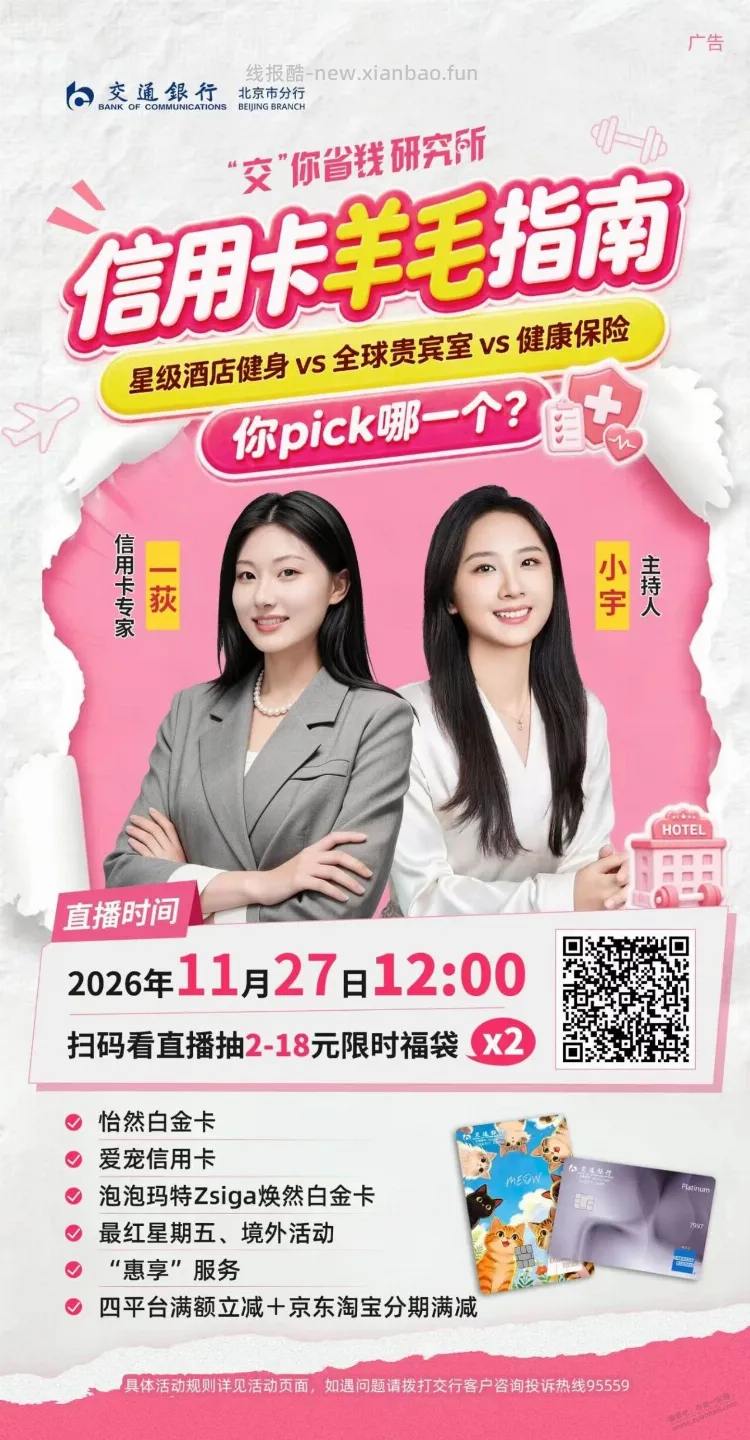 广告
线报酷-new.xianbao.fun
交通銀行 北京市分行
BANK OF COMMUNICATIONS BEIJING BRANCH
“交”你省钱研究所
信用卡羊毛指南
星级酒店健身 vs 全球贵宾室 vs 健康保险
你pick哪一个？
信用卡专家
一荻
小宇
主持人
HOTEL
直播时间
2026年11月27日12:00
扫码看直播抽2-18元限时福袋 x2
怡然白金卡
爱宠信用卡
泡泡玛特Zsiga焕然白金卡
最红星期五、境外活动
“惠享”服务
四平台满额立减＋京东淘宝分期满减
交通銀行
MEOW
交通銀行
Platinum
7997
具体活动规则详见活动页面，如遇问题请拨打交行客户咨询投诉热线95559